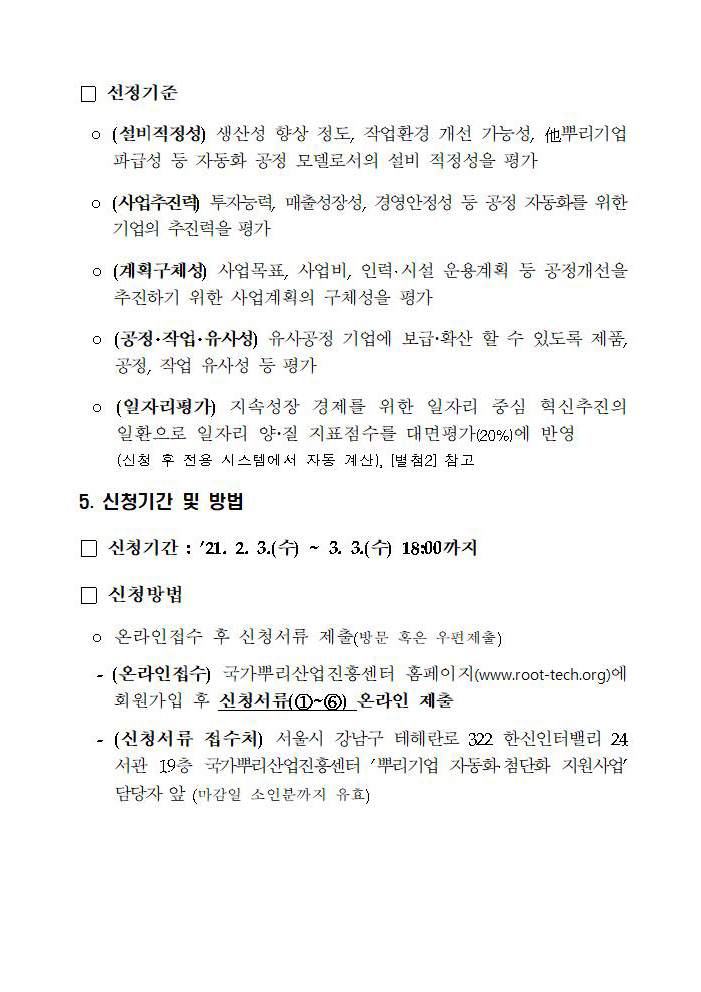 □ 선정기준
○ (설비적정성) 생산성 향상 정도, 작업환경 개선 가능성, 他뿌리기업
파급성 등 자동화 공정 모델로서의 설비 적정성을 평가
○ (사업추진력) 투자능력, 매출성장성, 경영안정성 등 공정 자동화를 위한
기업의 추진력을 평가
○ (계획구체성) 사업목표, 사업비, 인력·시설 운용계획 등 공정개선을
추진하기 위한 사업계획의 구체성을 평가
○ (공정·작업·유사성) 유사공정 기업에 보급·확산 할 수 있도록 제품,
공정, 작업 유사성 등 평가
○ (일자리평가) 지속성장 경제를 위한 일자리 중심 혁신추진의
일환으로 일자리 양·질 지표점수를 대면평가(20%)에 반영
(신청 후 전용 시스템에서 자동 계산), [별첨2] 참고
5. 신청기간 및 방법
□ 신청기간 : ’21. 2. 3.(수) ~ 3. 3.(수) 18:00까지
□ 신청방법
○ 온라인접수 후 신청서류 제출(방문 혹은 우편제출)
- (온라인접수) 국가뿌리산업진흥센터 홈페이지(www.root-tech.org)에
회원가입 후 신청서류(①~⑥) 온라인 제출
- (신청서류 접수처) 서울시 강남구 테헤란로 322 한신인터밸리 24
서관 19층 국가뿌리산업진흥센터 ‘뿌리기업 자동화·첨단화 지원사업’
담당자 앞 (마감일 소인분까지 유효)